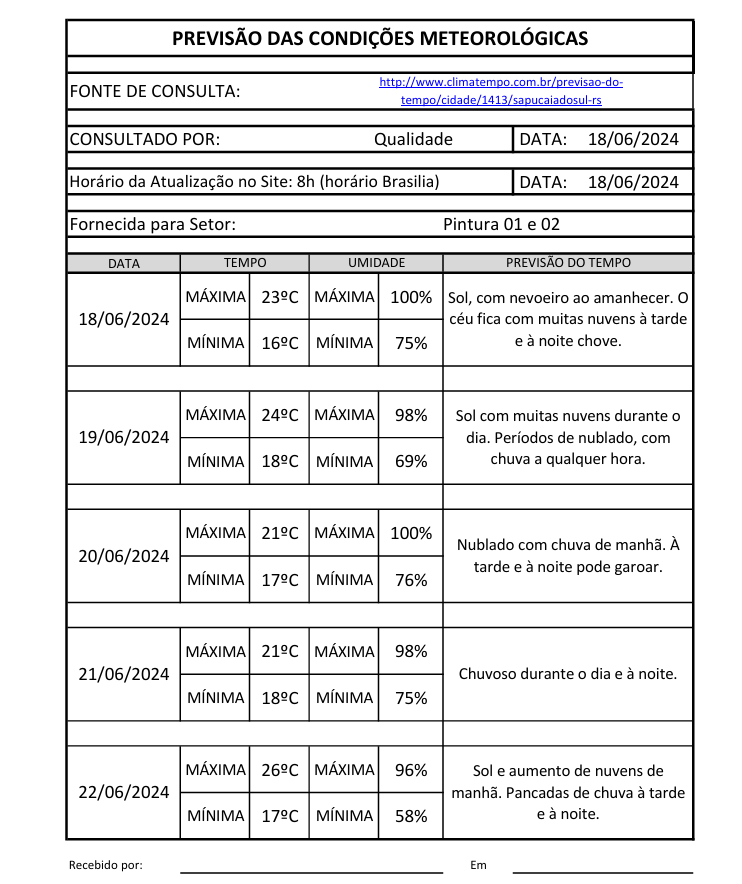 PREVISÃO DAS CONDIÇÕES METEOROLÓGICAS
FONTE DE CONSULTA:
http://www.climatempo.com.br/previsao-do-
tempo/cidade/1413/sapucaiadosul-rs
CONSULTADO POR: Qualidade DATA: 18/06/2024
Horário da Atualização no Site: 8h (horário Brasilia) DATA: 18/06/2024
Fornecida para Setor: Pintura 01 e 02
DATA TEMPO UMIDADE PREVISÃO DO TEMPO
18/06/2024
MÁXIMA 23ºC MÁXIMA 100%
MÍNIMA 16ºC MÍNIMA 75%
Sol, com nevoeiro ao amanhecer. O
céu fica com muitas nuvens à tarde
e à noite chove.
19/06/2024
MÁXIMA 24ºC MÁXIMA 98%
MÍNIMA 18ºC MÍNIMA 69%
Sol com muitas nuvens durante o
dia. Períodos de nublado, com
chuva a qualquer hora.
20/06/2024
MÁXIMA 21ºC MÁXIMA 100%
MÍNIMA 17ºC MÍNIMA 76%
Nublado com chuva de manhã. À
tarde e à noite pode garoar.
21/06/2024
MÁXIMA 21ºC MÁXIMA 98%
MÍNIMA 18ºC MÍNIMA 75%
Chuvoso durante o dia e à noite.
22/06/2024
MÁXIMA 26ºC MÁXIMA 96%
MÍNIMA 17ºC MÍNIMA 58%
Sol e aumento de nuvens de
manhã. Pancadas de chuva à tarde
e à noite.
Recebido por: Em